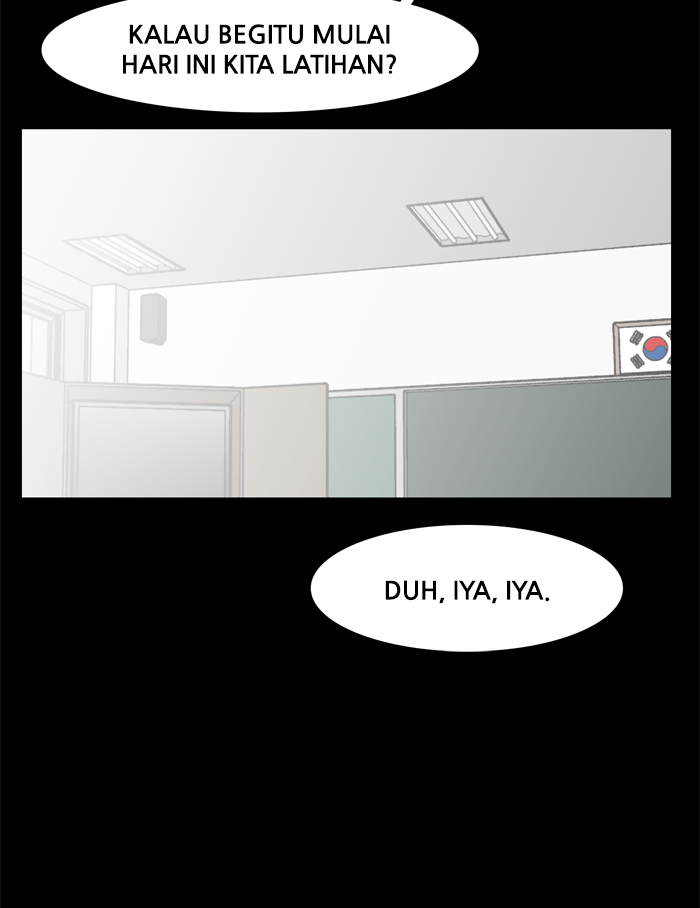 KALAU BEGITU MULAI
HARI INI KITA LATIHAN?
DUH, IYA, IYA.